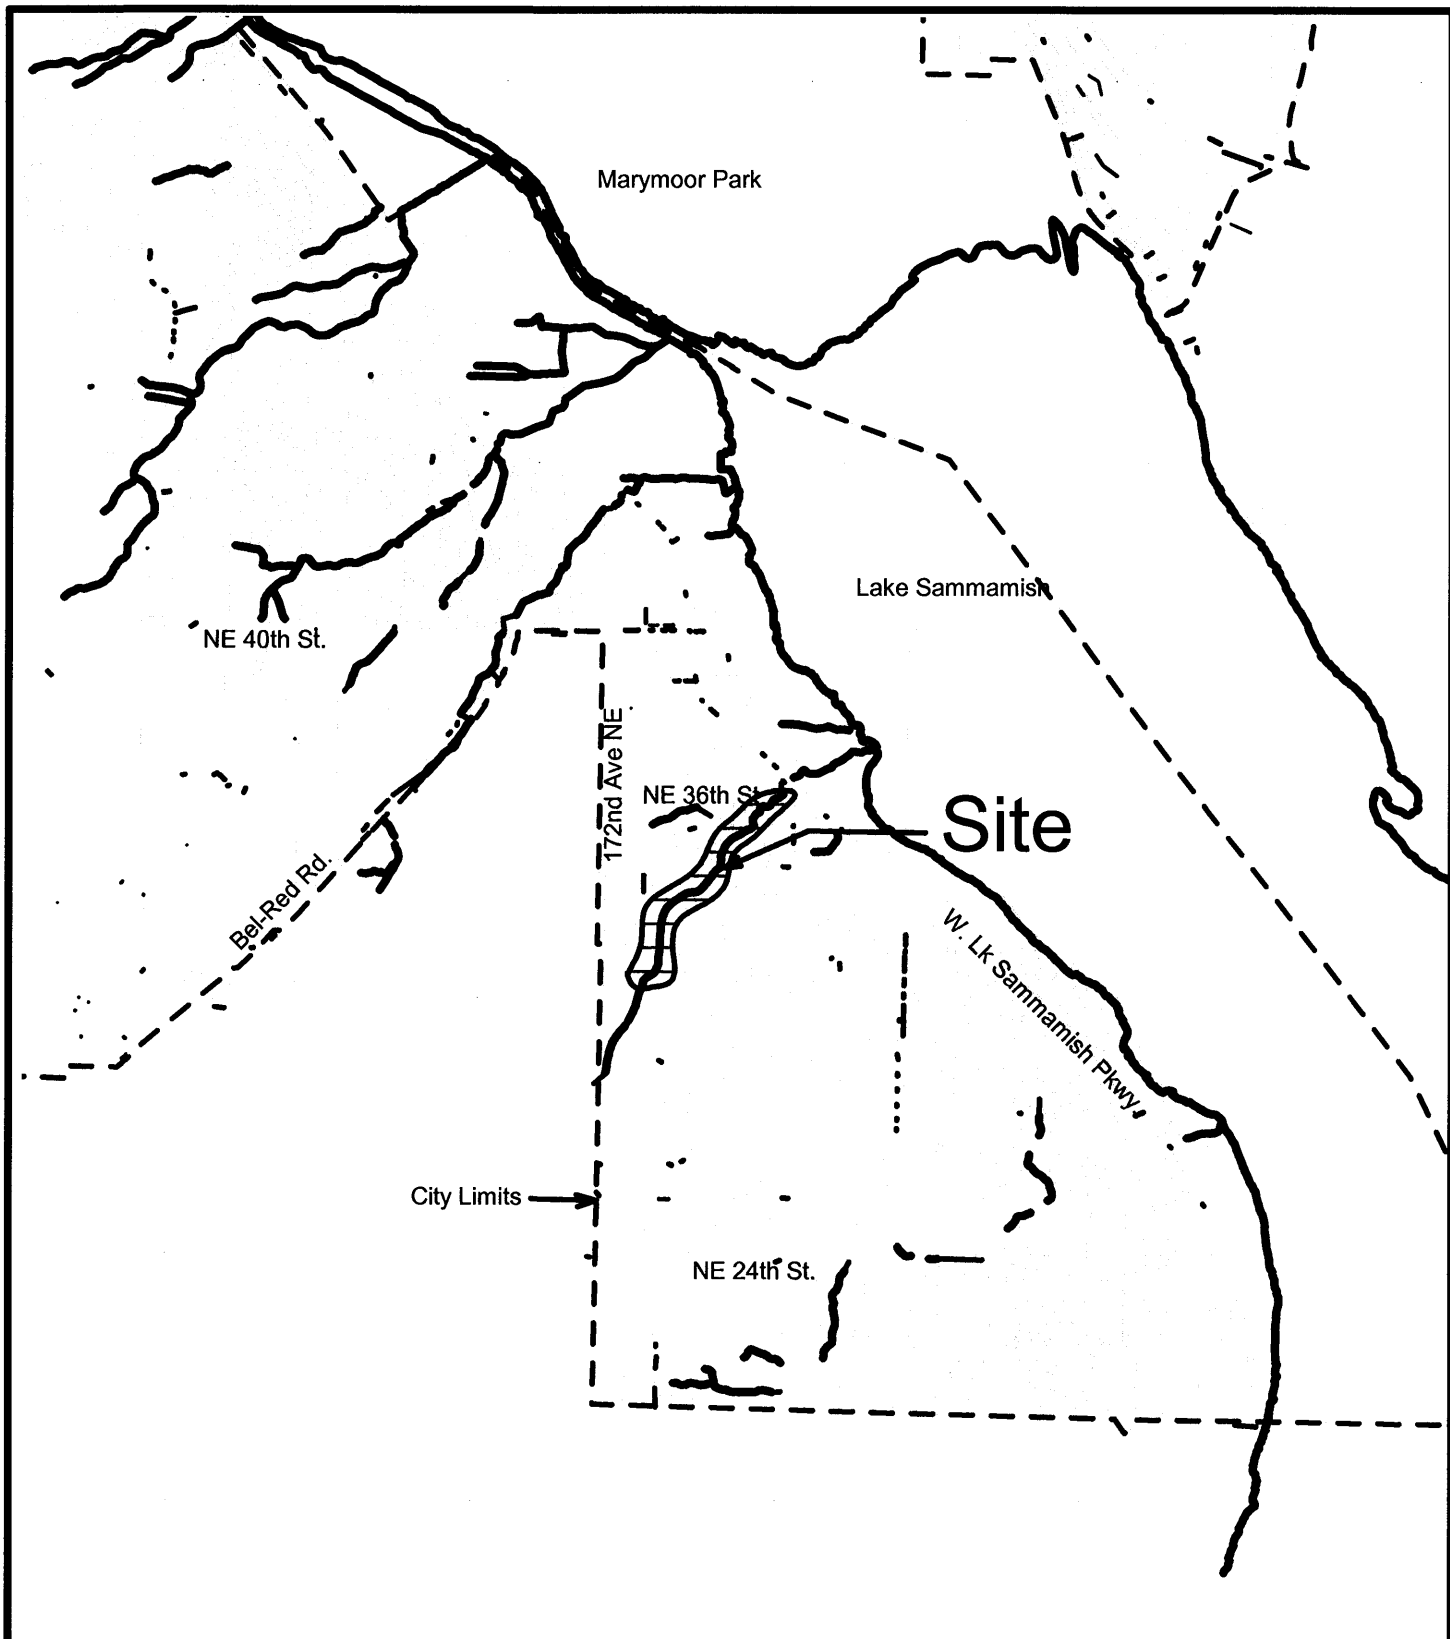 Marymoor Park
Lake Sammamish
NE 40th St.
172nd Ave NE
NE 36th St.
Site
Bel-Red Rd.
W. Lk Sammamish Pkwy.
City Limits
NE 24th St.